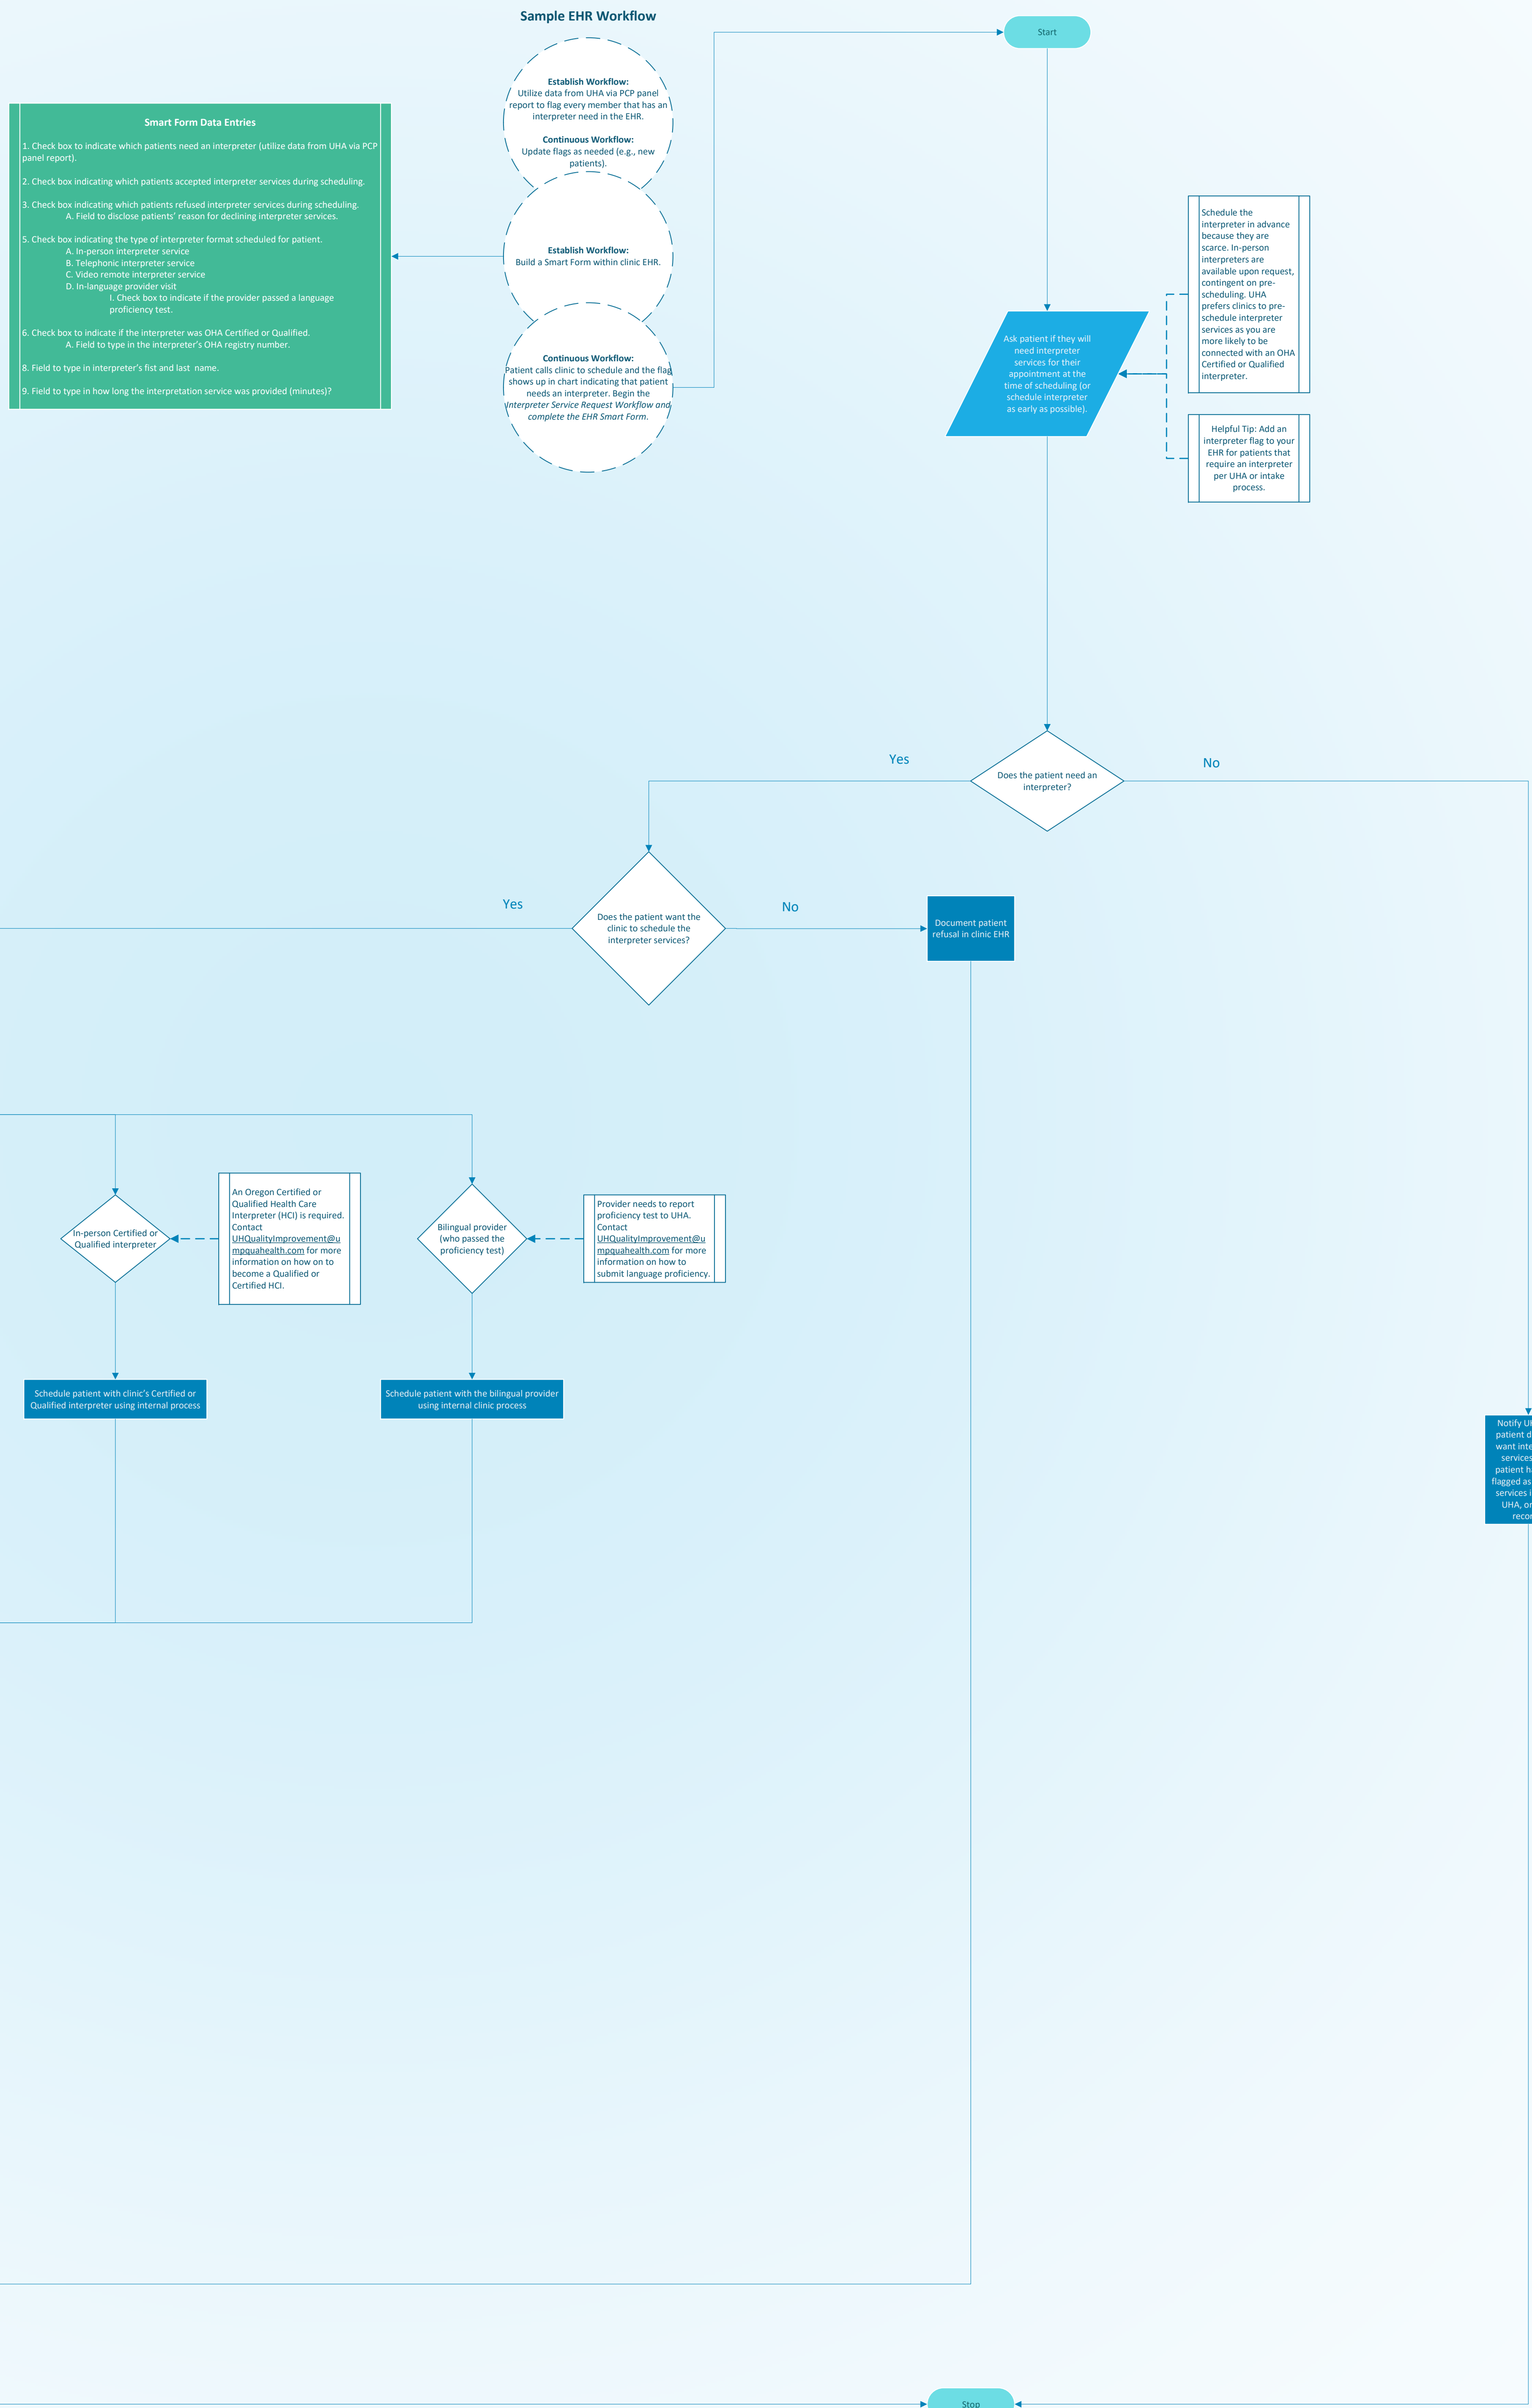 Sample EHR Workflow
Start
Establish Workflow:
Utilize data from UHA via PCP panel
report to flag every member that has an
interpreter need in the EHR.
Continuous Workflow:
Update flags as needed (e.g., new
patients).
Smart Form Data Entries
1. Check box to indicate which patients need an interpreter (utilize data from UHA via PCP
panel report).
2. Check box indicating which patients accepted interpreter services during scheduling.
3. Check box indicating which patients refused interpreter services during scheduling.
A. Field to disclose patients’ reason for declining interpreter services.
5. Check box indicating the type of interpreter format scheduled for patient.
A. In-person interpreter service
B. Telephonic interpreter service
C. Video remote interpreter service
D. In-language provider visit
I. Check box to indicate if the provider passed a language
proficiency test.
6. Check box to indicate if the interpreter was OHA Certified or Qualified.
A. Field to type in the interpreter’s OHA registry number.
8. Field to type in interpreter’s fist and last  name.
9. Field to type in how long the interpretation service was provided (minutes)?
Establish Workflow:
Build a Smart Form within clinic EHR.
Continuous Workflow:
Patient calls clinic to schedule and the flag
shows up in chart indicating that patient
needs an interpreter. Begin the
Interpreter Service Request Workflow and
complete the EHR Smart Form.
Schedule the
interpreter in advance
because they are
scarce. In-person
interpreters are
available upon request,
contingent on pre-
scheduling. UHA
prefers clinics to pre-
schedule interpreter
services as you are
more likely to be
connected with an OHA
Certified or Qualified
interpreter.
Ask patient if they will
need interpreter
services for their
appointment at the
time of scheduling (or
schedule interpreter
as early as possible).
Helpful Tip: Add an
interpreter flag to your
EHR for patients that
require an interpreter
per UHA or intake
process.
Yes
No
Does the patient need an
interpreter?
Yes
No
Does the patient want the
clinic to schedule the
interpreter services?
Document patient
refusal in clinic EHR
In-person Certified or
Qualified interpreter
An Oregon Certified or
Qualified Health Care
Interpreter (HCI) is required.
Contact
UHQualityImprovement@u
mpquahealth.com for more
information on how on to
become a Qualified or
Certified HCI.
Bilingual provider
(who passed the
proficiency test)
Provider needs to report
proficiency test to UHA.
Contact
UHQualityImprovement@u
mpquahealth.com for more
information on how to
submit language proficiency.
Schedule patient with clinic’s Certified or
Qualified interpreter using internal process
Schedule patient with the bilingual provider
using internal clinic process
Notify
patient
want
services
patient
flagged as
services
UHA, or
Stop